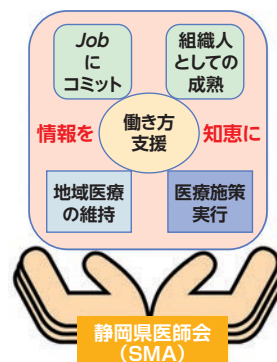 Job
に
コミット
組織人
としての
成熟
情報を
働き方
支援
知恵に
地域医療
の維持
医療施策
実行
静岡県医師会
(SMA)